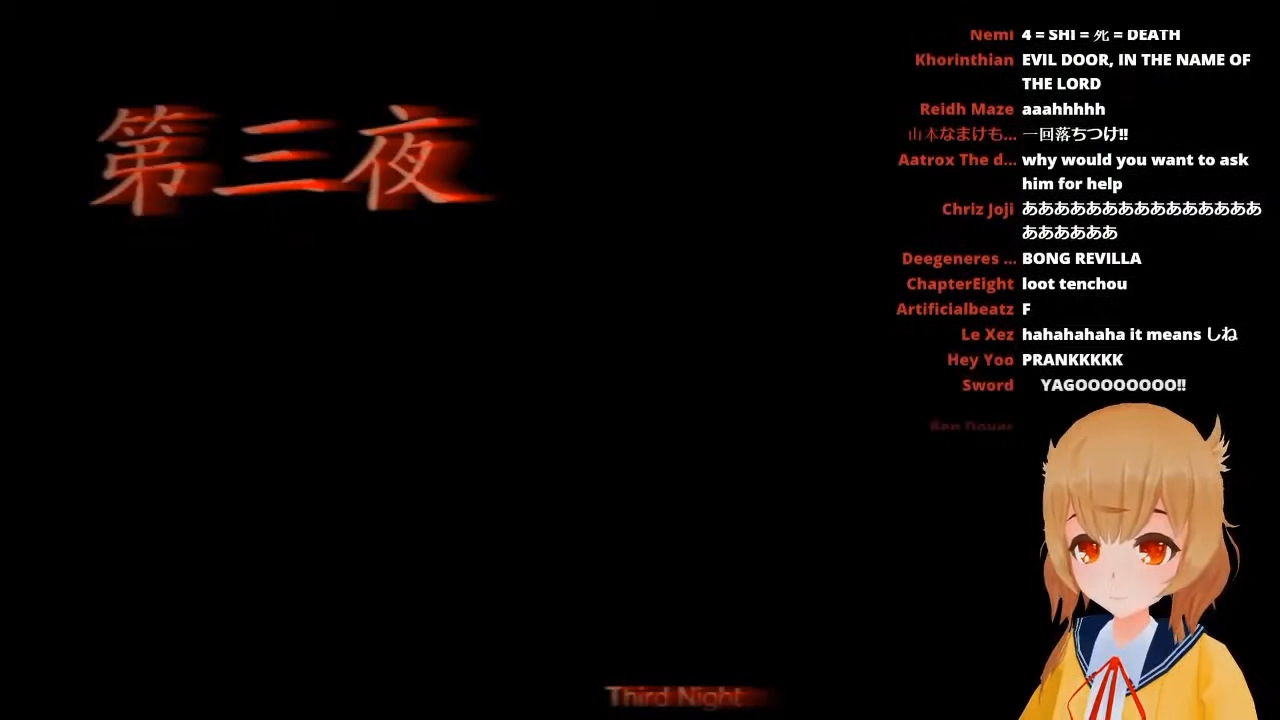 第三夜
Nemi 4 = SHI = 死 = DEATH
Khorinthian EVIL DOOR, IN THE NAME OF
THE LORD
Reidh Maze aaahhhhh
山本なまけも... 一回落ちつけ!!
Aatrox The d... why would you want to ask
him for help
Chriz Joji あああああああああああああああ
ああああああ
Deegeneres ... BONG REVILLA
ChapterEight loot tenchou
Artificialbeatz F
Le Xez hahahahaha it means しね
Hey Yoo PRANKKKKK
Sword YAGOOOOOOOO!!
Ben Dover
Third Night